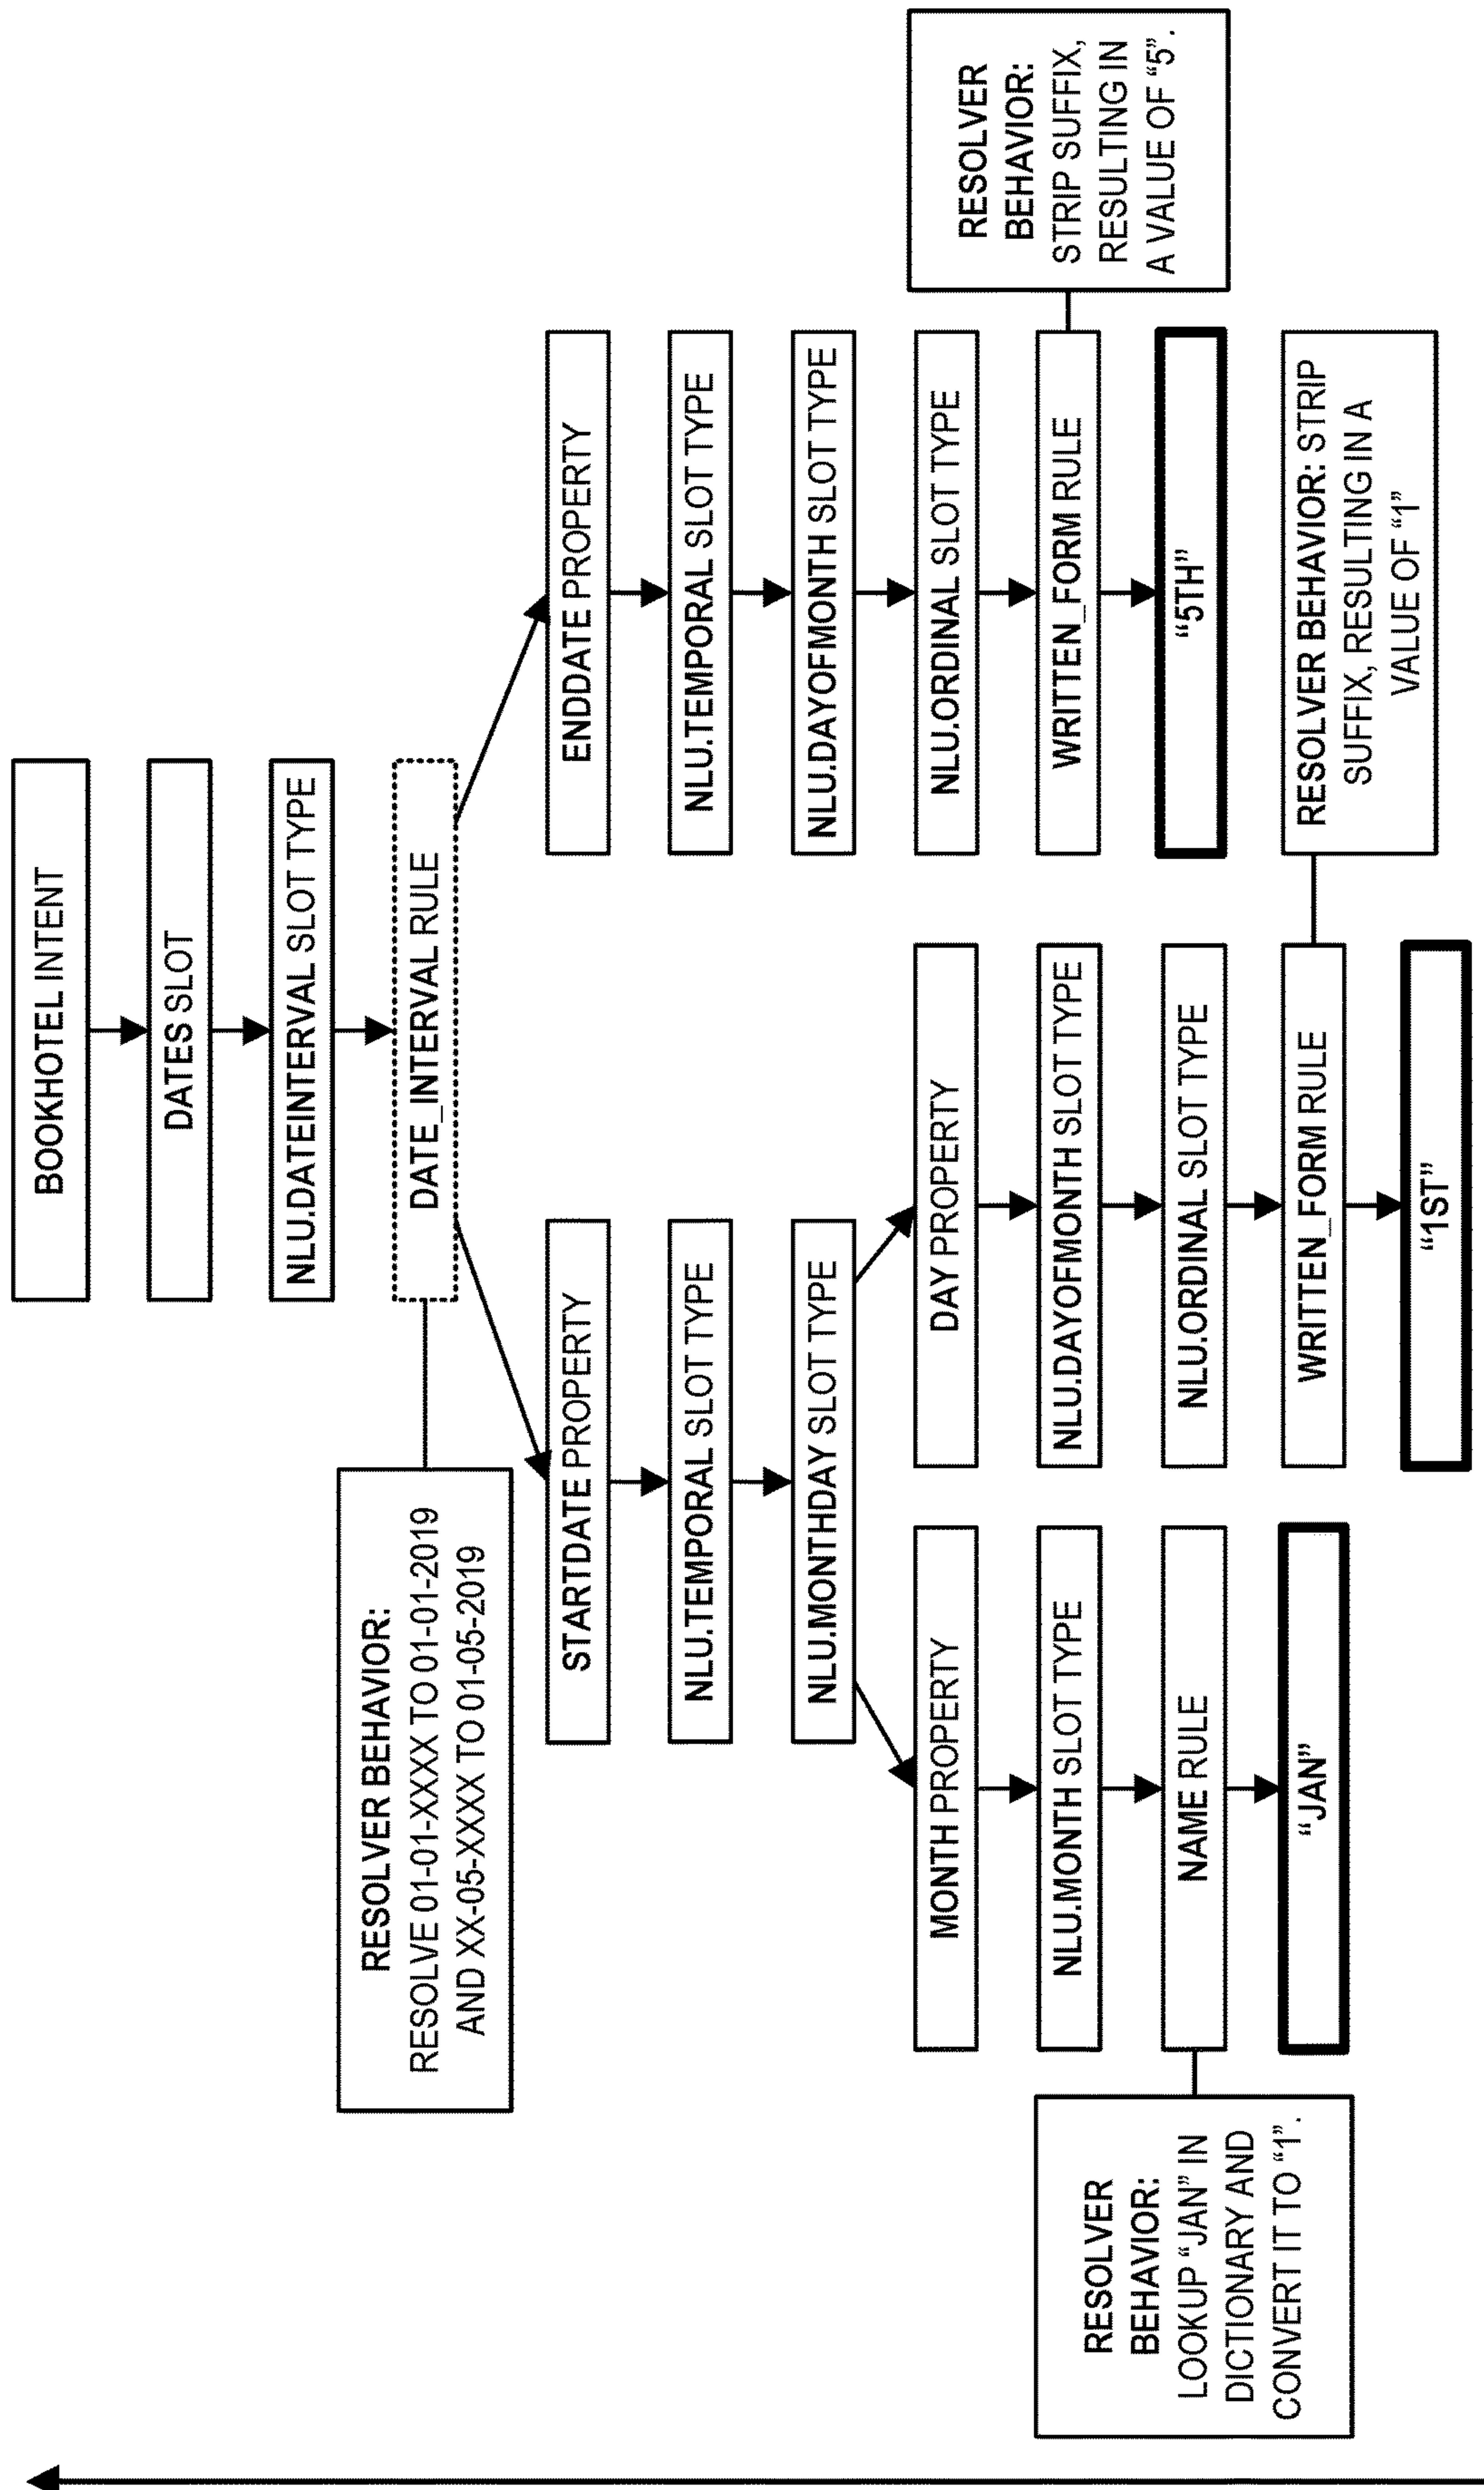 BOOKHOTEL INTENT
DATES SLOT
NLU.DATEINTERVAL SLOT TYPE
DATE_INTERVAL RULE
RESOLVER BEHAVIOR:
RESOLVE 01-01-XXXX TO 01-01-2019
AND XX-05-XXXX TO 01-05-2019
STARTDATE PROPERTY
NLU.TEMPORAL SLOT TYPE
NLU.MONTHDAY SLOT TYPE
MONTH PROPERTY
NLU.MONTH SLOT TYPE
NAME RULE
“JAN”
RESOLVER
BEHAVIOR:
LOOKUP “JAN” IN
DICTIONARY AND
CONVERT IT TO “1”.
DAY PROPERTY
NLU.DAYOFMONTH SLOT TYPE
NLU.ORDINAL SLOT TYPE
WRITTEN_FORM RULE
“1ST”
RESOLVER BEHAVIOR: STRIP
SUFFIX, RESULTING IN A
VALUE OF “1”
ENDDATE PROPERTY
NLU.TEMPORAL SLOT TYPE
NLU.DAYOFMONTH SLOT TYPE
NLU.ORDINAL SLOT TYPE
WRITTEN_FORM RULE
“5TH”
RESOLVER
BEHAVIOR:
STRIP SUFFIX,
RESULTING IN
A VALUE OF “5”.